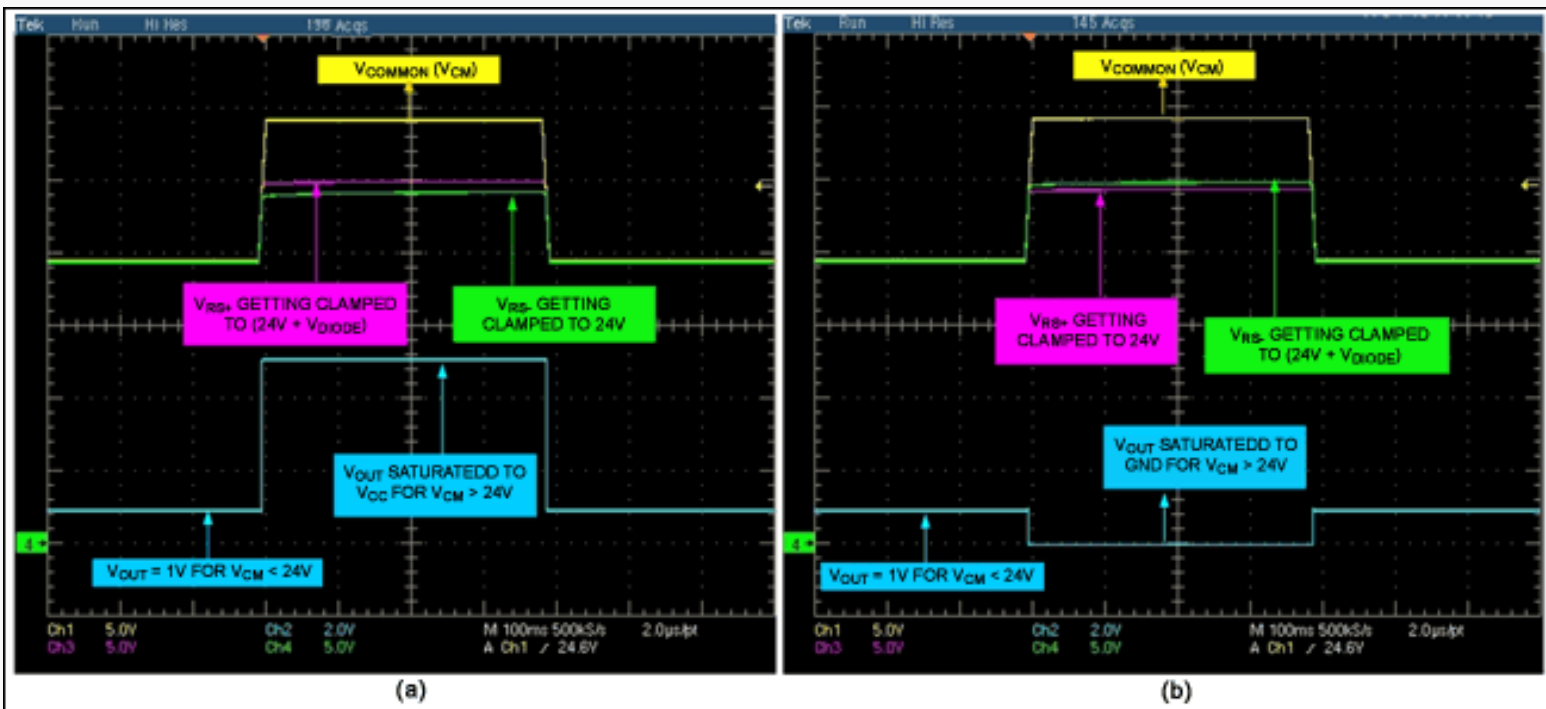 Tek Run Hi Res 198 Acqs
VCOMMON (VCM)
VRS+ GETTING CLAMPED
TO (24V + VDIODE)
VRS- GETTING
CLAMPED TO 24V
VOUT SATURATEDD TO
VCC FOR VCM > 24V
4
VOUT = 1V FOR VCM < 24V
Ch1 5.0V Ch2 2.0V M 100ms 500kS/s 2.0µs/pt
Ch3 5.0V Ch4 5.0V A Ch1 / 24.6V
(a)
Tek Run Hi Res 145 Acqs
VCOMMON (VCM)
VRS+ GETTING
CLAMPED TO 24V
VRS- GETTING CLAMPED
TO (24V + VDIODE)
VOUT SATURATEDD TO
GND FOR VCM > 24V
4
VOUT = 1V FOR VCM < 24V
Ch1 5.0V Ch2 2.0V M 100ms 500kS/s 2.0µs/pt
Ch3 5.0V Ch4 5.0V A Ch1 / 24.6V
(b)